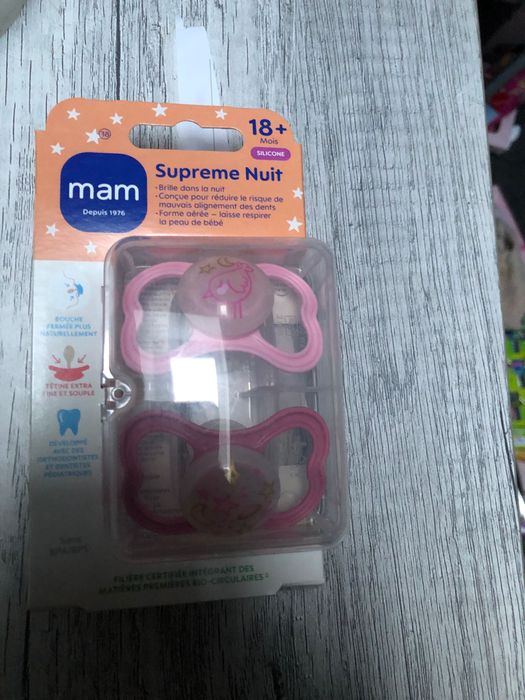 18+
Mois
SILICONE
18
mam
Depuis 1976
Supreme Nuit
•Brille dans la nuit
•Conçue pour réduire le risque de
mauvais alignement des dents
•Forme aérée – laisse respirer
la peau de bébé
BOUCHE
FERMÉE PLUS
NATURELLEMENT
TÉTINE EXTRA
FINE ET SOUPLE
DÉVELOPPÉ
AVEC DES
ORTHODONTISTES
ET DENTISTES
PÉDIATRIQUES
FILIÈRE CERTIFIÉE INTÉGRANT DES
MATIÈRES PREMIÈRES BIO-CIRCULAIRES²